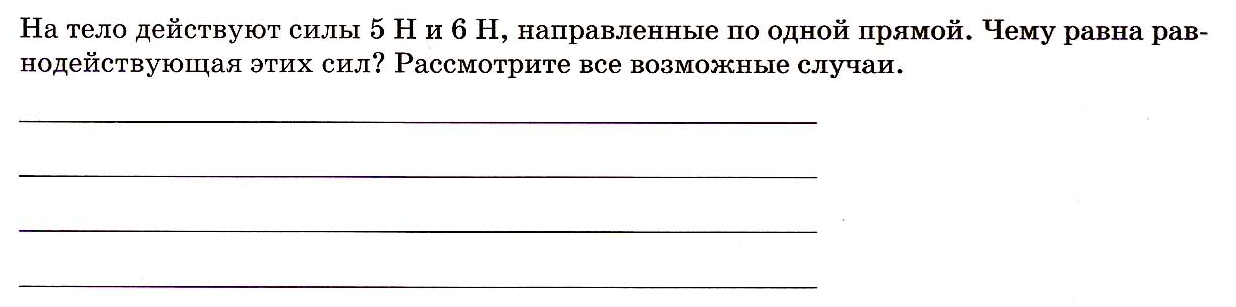 На тело действуют силы 5 Н и 6 Н, направленные по одной прямой. Чему равна рав-
нодействующая этих сил? Рассмотрите все возможные случаи.